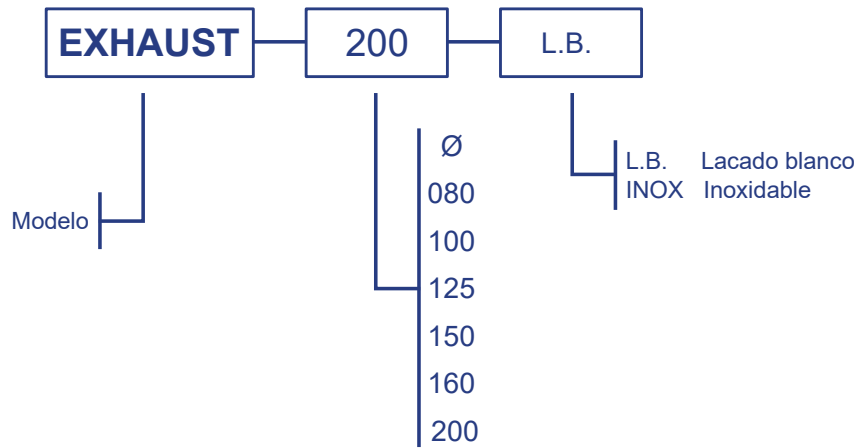 EXHAUST 200 L.B.
Ø
080
100
125
150
160
200
L.B. Lacado blanco
INOX Inoxidable
Modelo